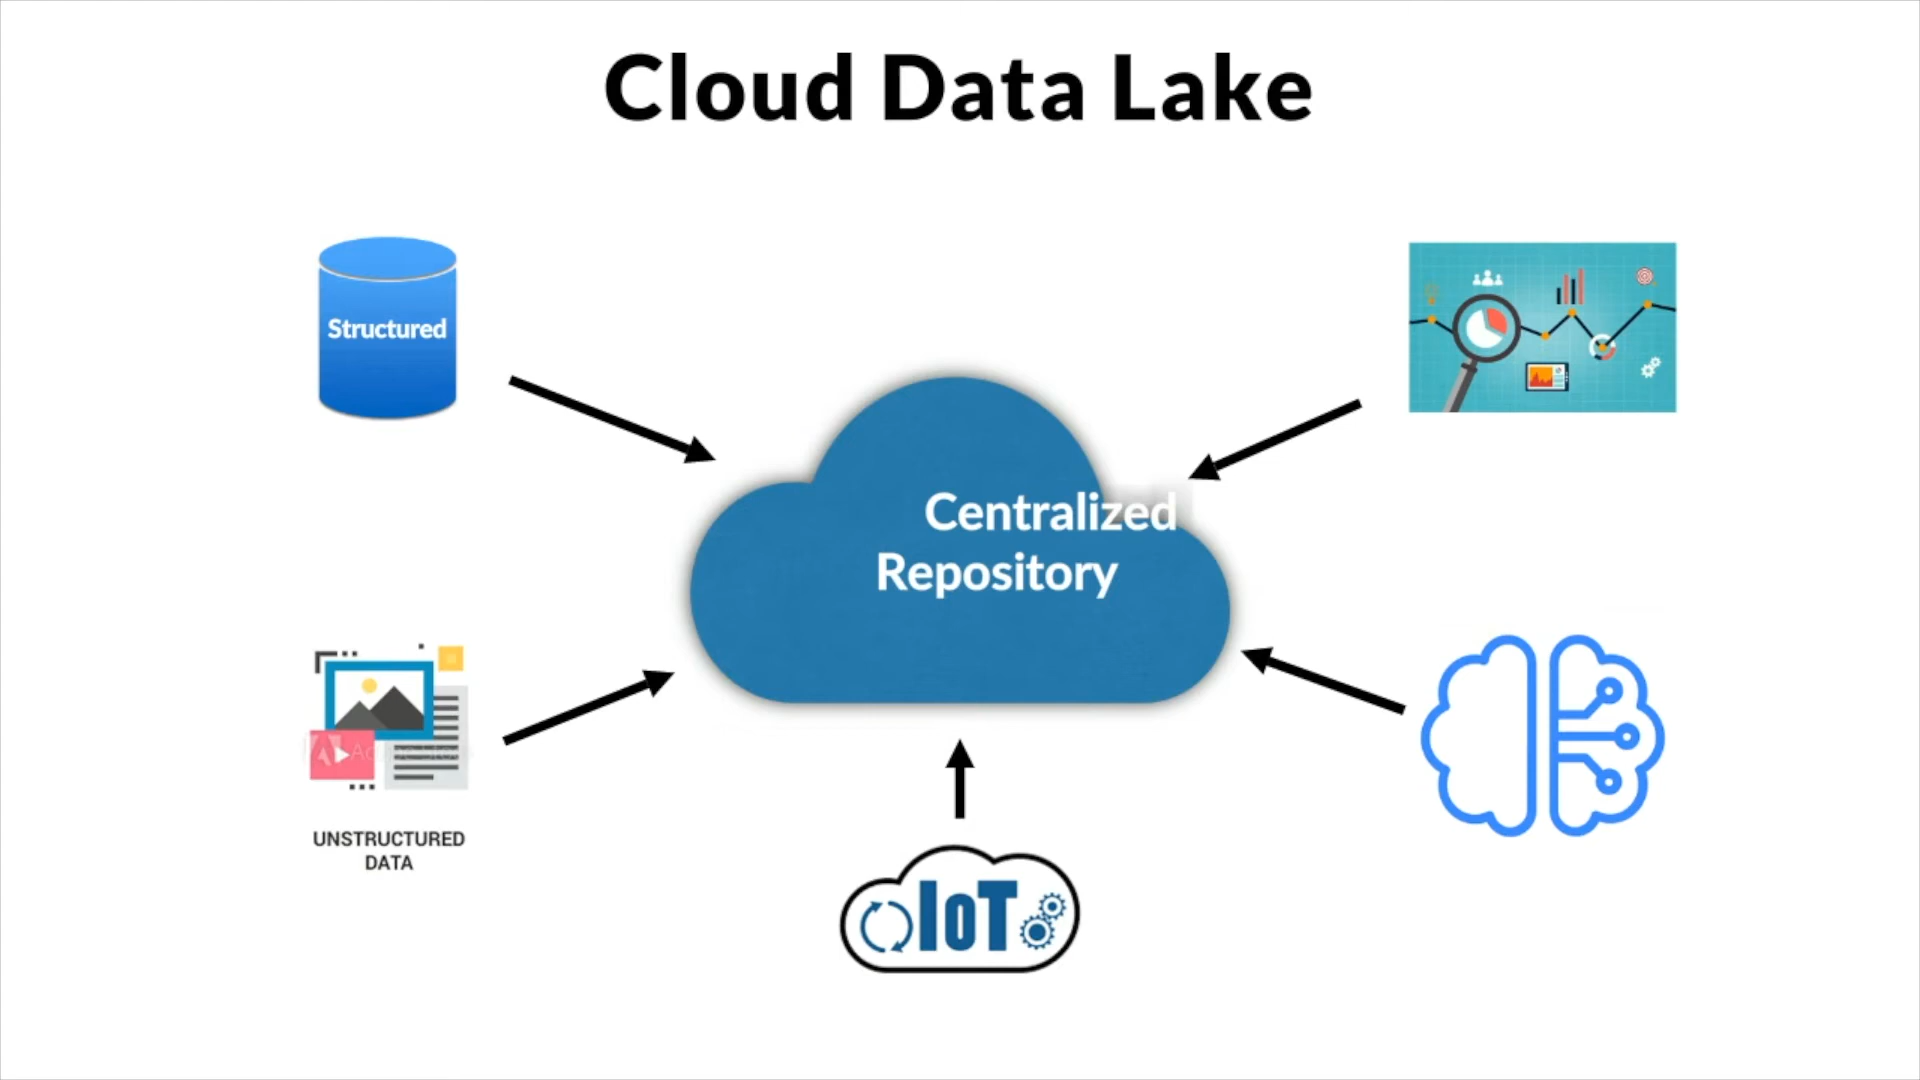 Cloud Data Lake
Structured
Centralized
Repository
UNSTRUCTURED
DATA
IoT